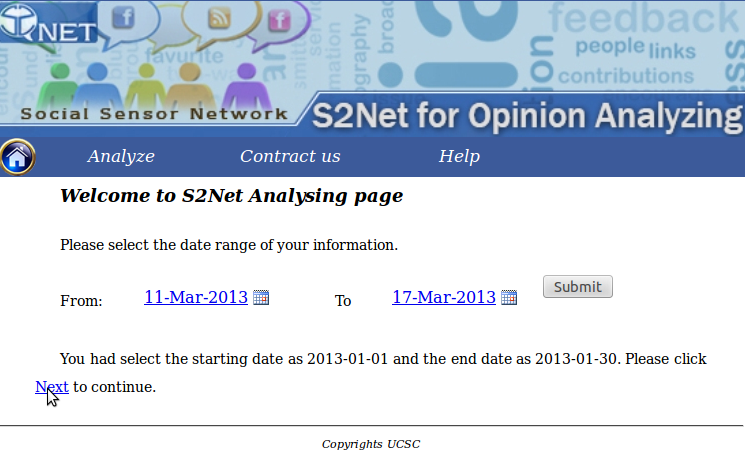 NET
feedback
people links
contributions
favourite
Social Sensor Network
S2Net for Opinion Analyzing
Analyze Contract us Help
Welcome to S2Net Analysing page
Please select the date range of your information.
From: 11-Mar-2013 To 17-Mar-2013 Submit
You had select the starting date as 2013-01-01 and the end date as 2013-01-30. Please click
Next to continue.
Copyrights UCSC